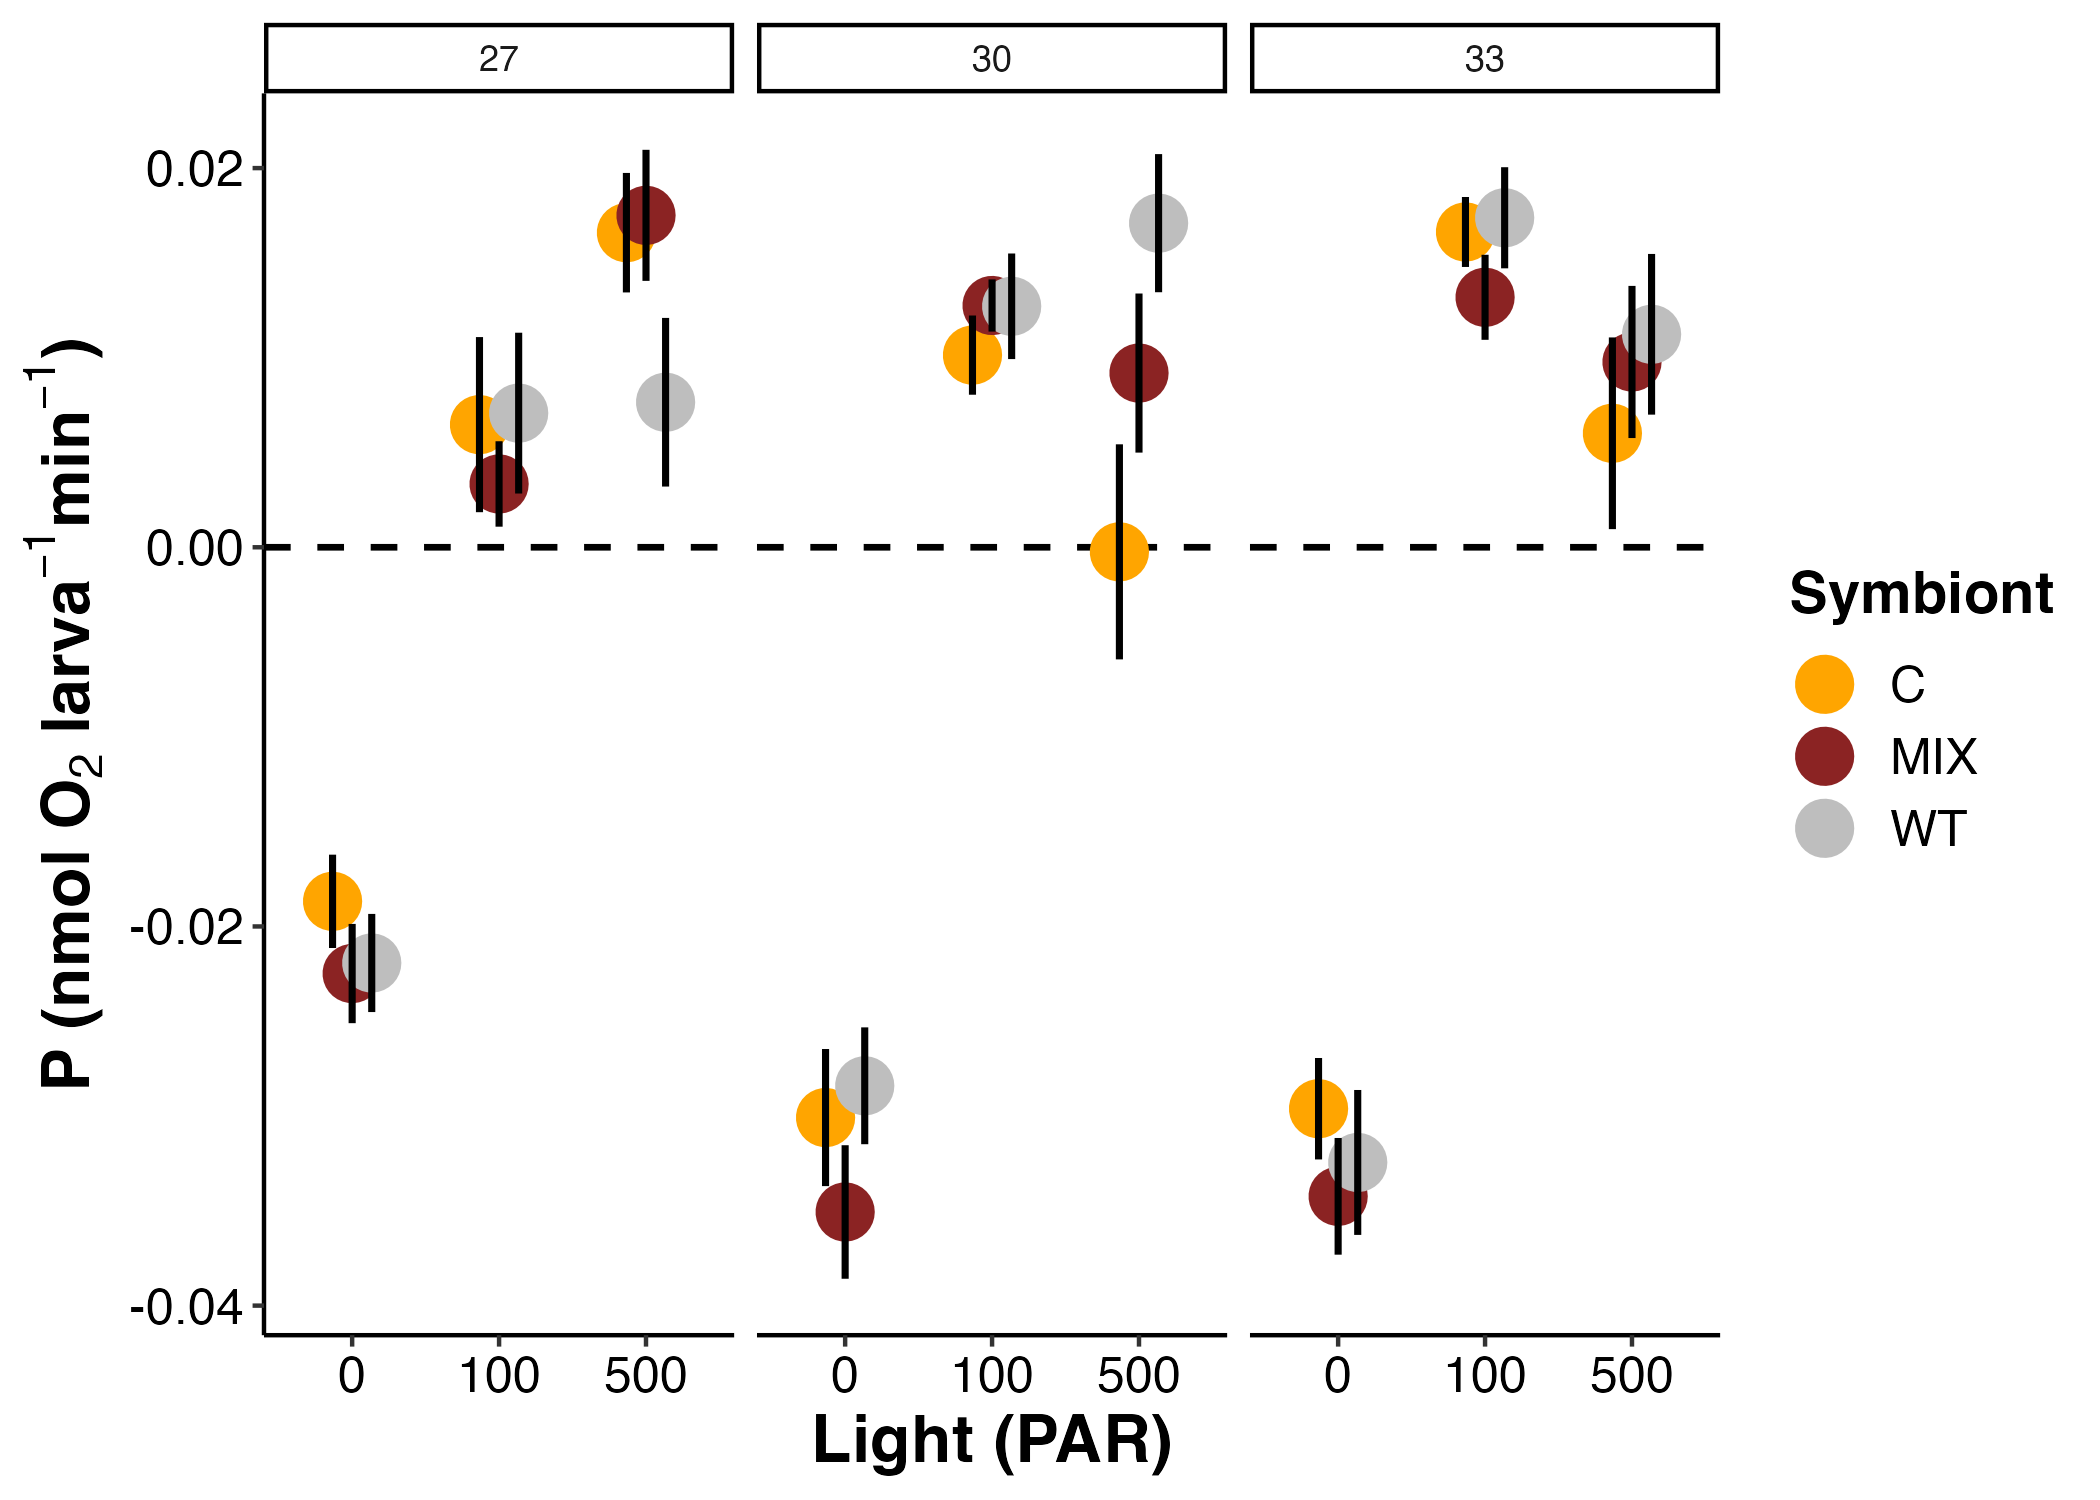 27 30 33
0.02
0.00
-0.02
-0.04
P (nmol O₂ larva⁻¹min⁻¹)
0 100 500 0 100 500 0 100 500
Light (PAR)
Symbiont
C
MIX
WT